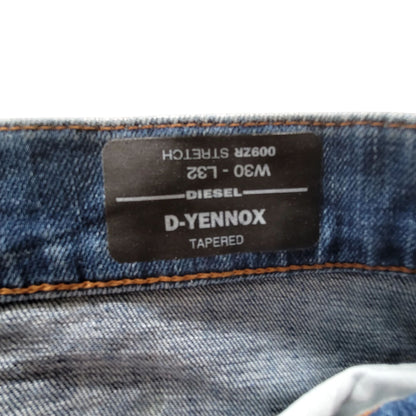 009ZR STRETCH
W30 - L32
DIESEL
D-YENNOX
TAPERED